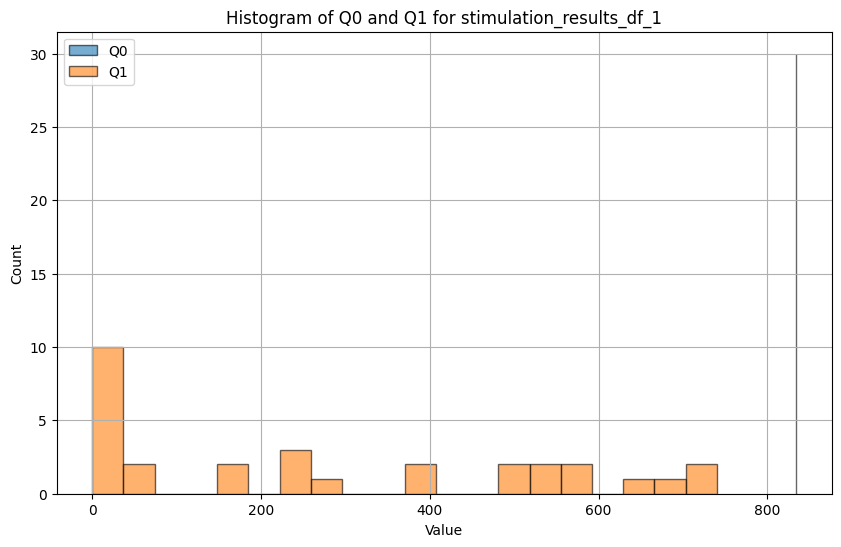 Histogram of Q0 and Q1 for stimulation_results_df_1
Q0
Q1
30
25
20
15
10
5
0
Count
0 200 400 600 800
Value